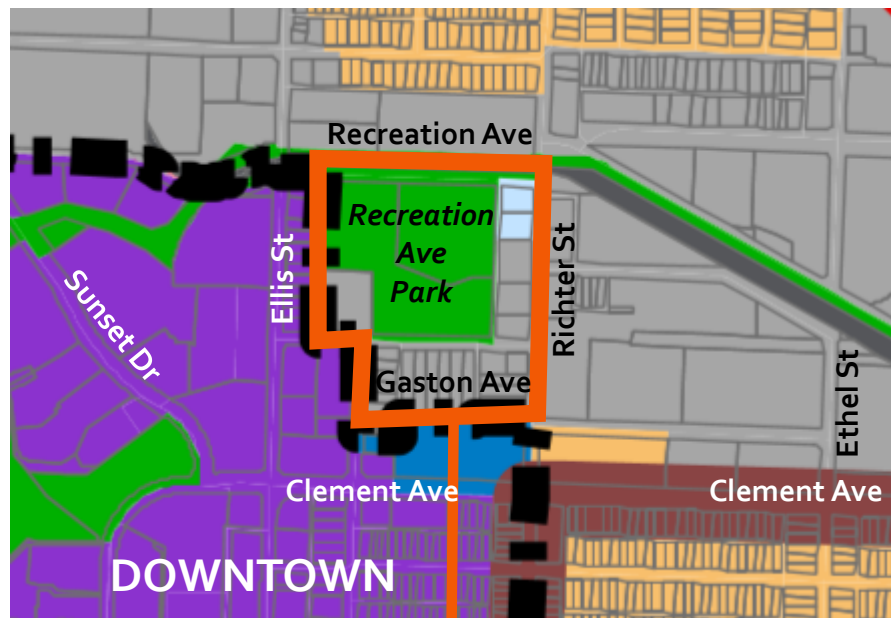 Recreation Ave
Recreation
Ave
Park
Ellis St
Richter St
Sunset Dr
Gaston Ave
Ethel St
Clement Ave
Clement Ave
DOWNTOWN